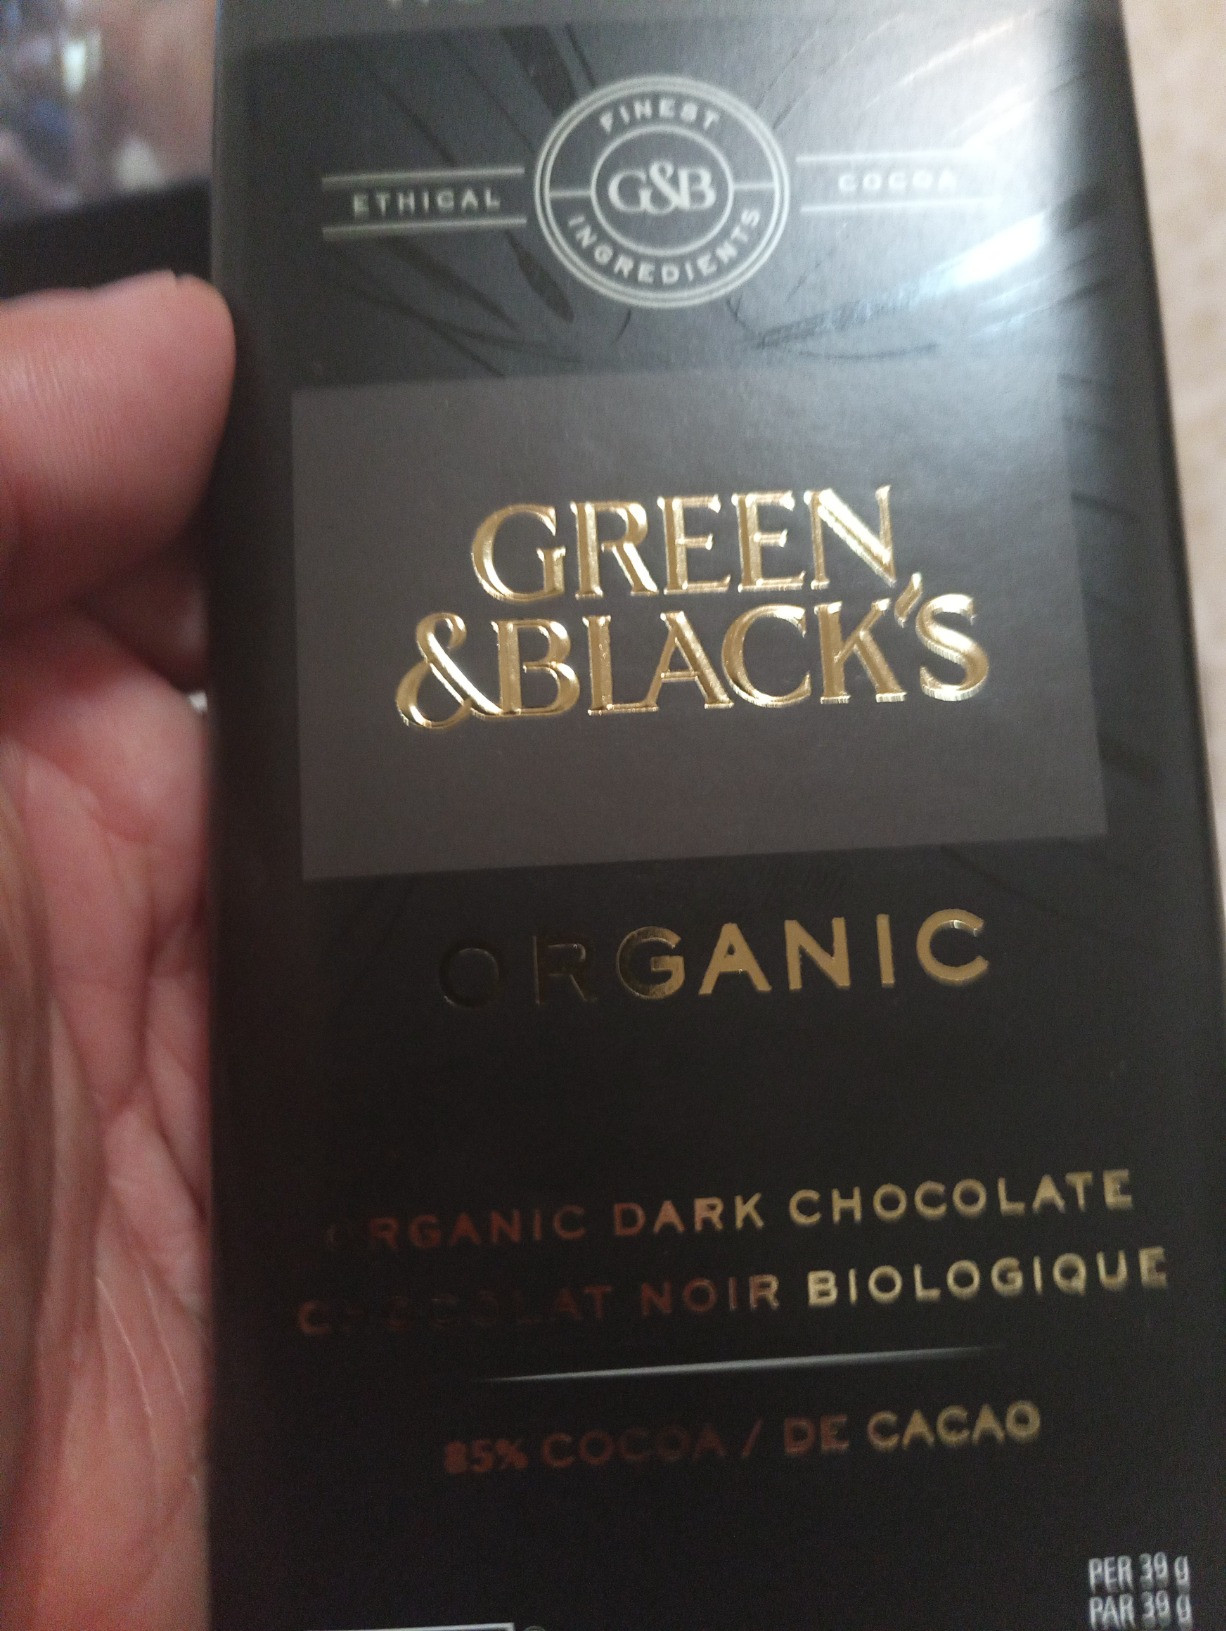 FINEST
ETHICAL G&B COCOA
INGREDIENTS
GREEN
&BLACK'S
ORGANIC
ORGANIC DARK CHOCOLATE
CHOCOLAT NOIR BIOLOGIQUE
85% COCOA / DE CACAO
PER 39 g
PAR 39 g